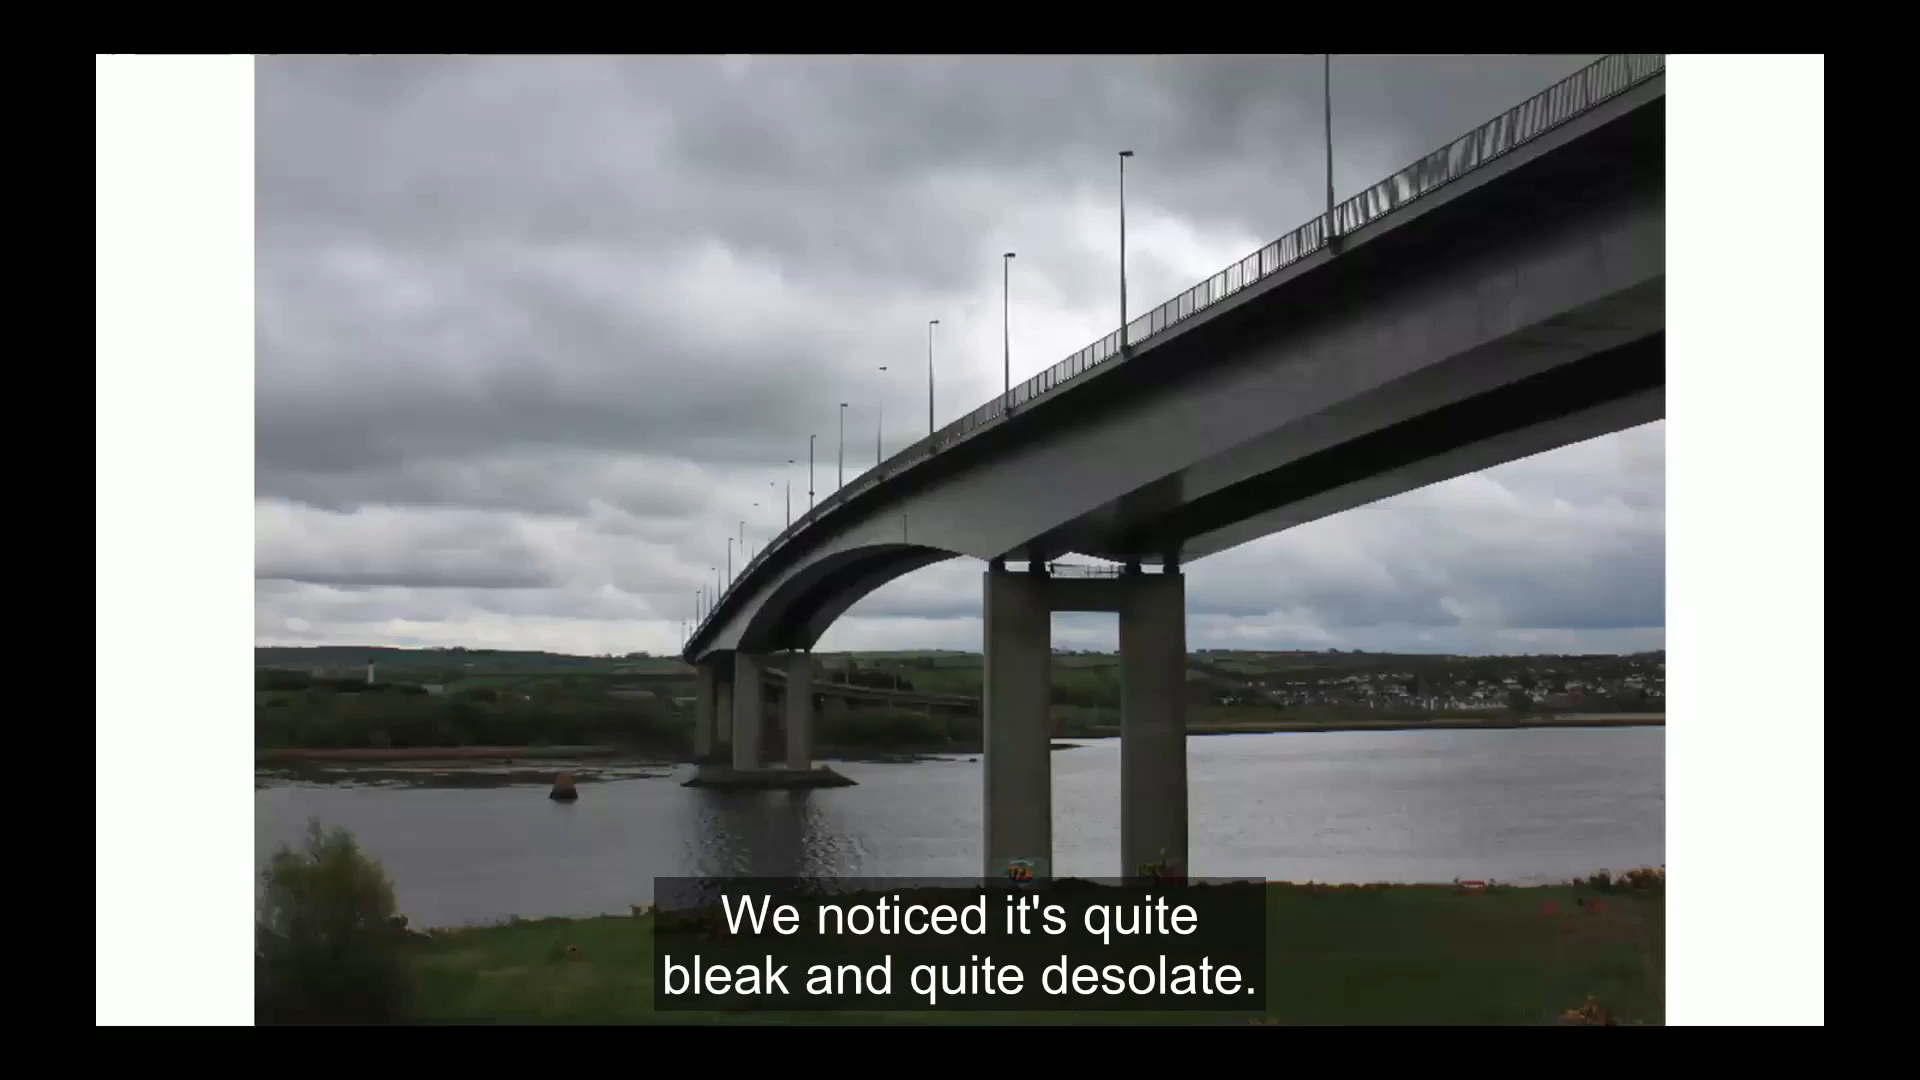 We noticed it's quite
bleak and quite desolate.